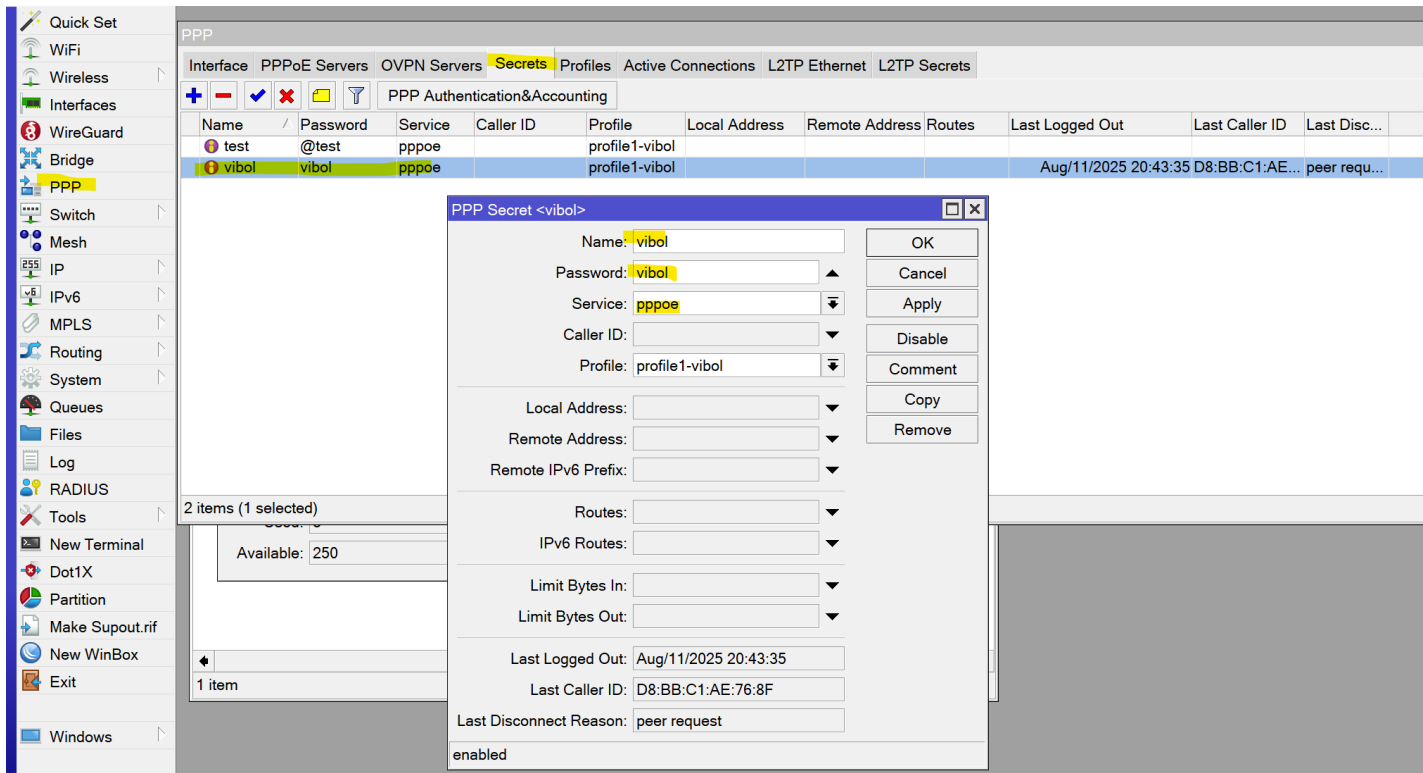 Quick Set
WiFi
Wireless
Interfaces
WireGuard
Bridge
PPP
Switch
Mesh
255
IP
v6
IPv6
MPLS
Routing
System
Queues
Files
Log
RADIUS
Tools
New Terminal
Dot1X
Partition
Make Supout.rif
New WinBox
Exit
Windows
PPP
Interface PPPoE Servers OVPN Servers Secrets Profiles Active Connections L2TP Ethernet L2TP Secrets
PPP Authentication&Accounting
Name Password Service Caller ID Profile Local Address Remote Address Routes Last Logged Out Last Caller ID Last Disc...
test @test pppoe profile1-vibol
vibol vibol pppoe profile1-vibol Aug/11/2025 20:43:35 D8:BB:C1:AE... peer requ...
2 items (1 selected)
Available: 250
1 item
PPP Secret <vibol>
Name: vibol
Password: vibol
Service: pppoe
Caller ID:
Profile: profile1-vibol
Local Address:
Remote Address:
Remote IPv6 Prefix:
Routes:
IPv6 Routes:
Limit Bytes In:
Limit Bytes Out:
Last Logged Out: Aug/11/2025 20:43:35
Last Caller ID: D8:BB:C1:AE:76:8F
Last Disconnect Reason: peer request
enabled
OK
Cancel
Apply
Disable
Comment
Copy
Remove